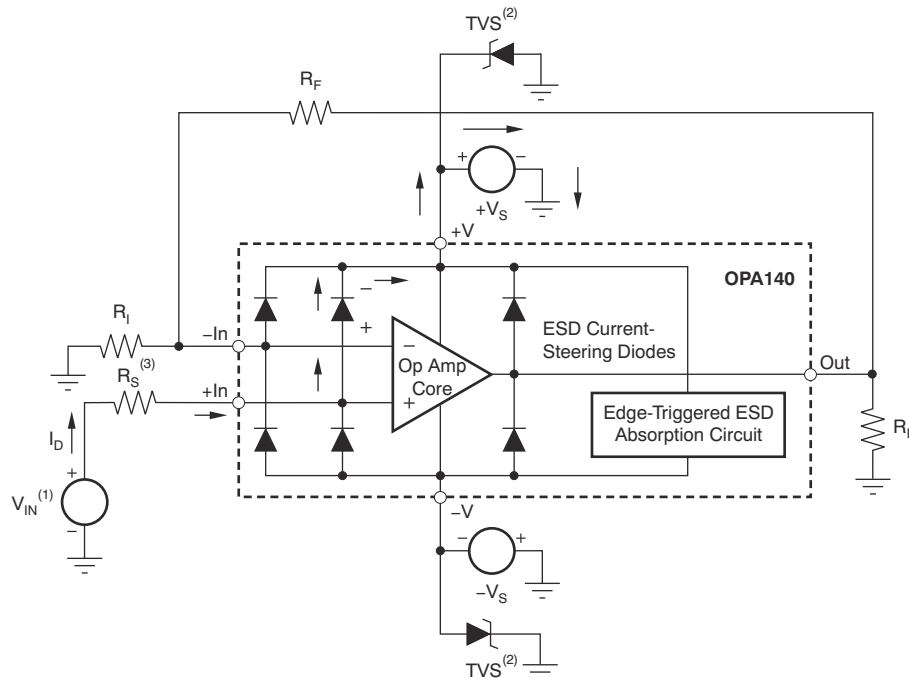 TVS(2)
RF
+ −
+VS
+V
OPA140
−
+
RI
−In
ESD Current-
Steering Diodes
−
Op Amp
Core
+
Out
RS(3)
+In
Edge-Triggered ESD
Absorption Circuit
ID
+
VIN(1)
−
−V
− +
−VS
TVS(2)